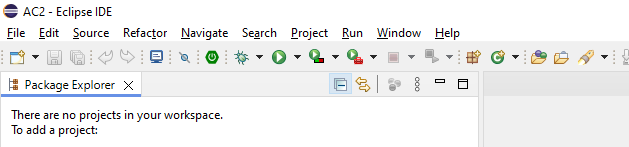 AC2 - Eclipse IDE
File Edit Source Refactor Navigate Search Project Run Window Help
Package Explorer
There are no projects in your workspace.
To add a project: